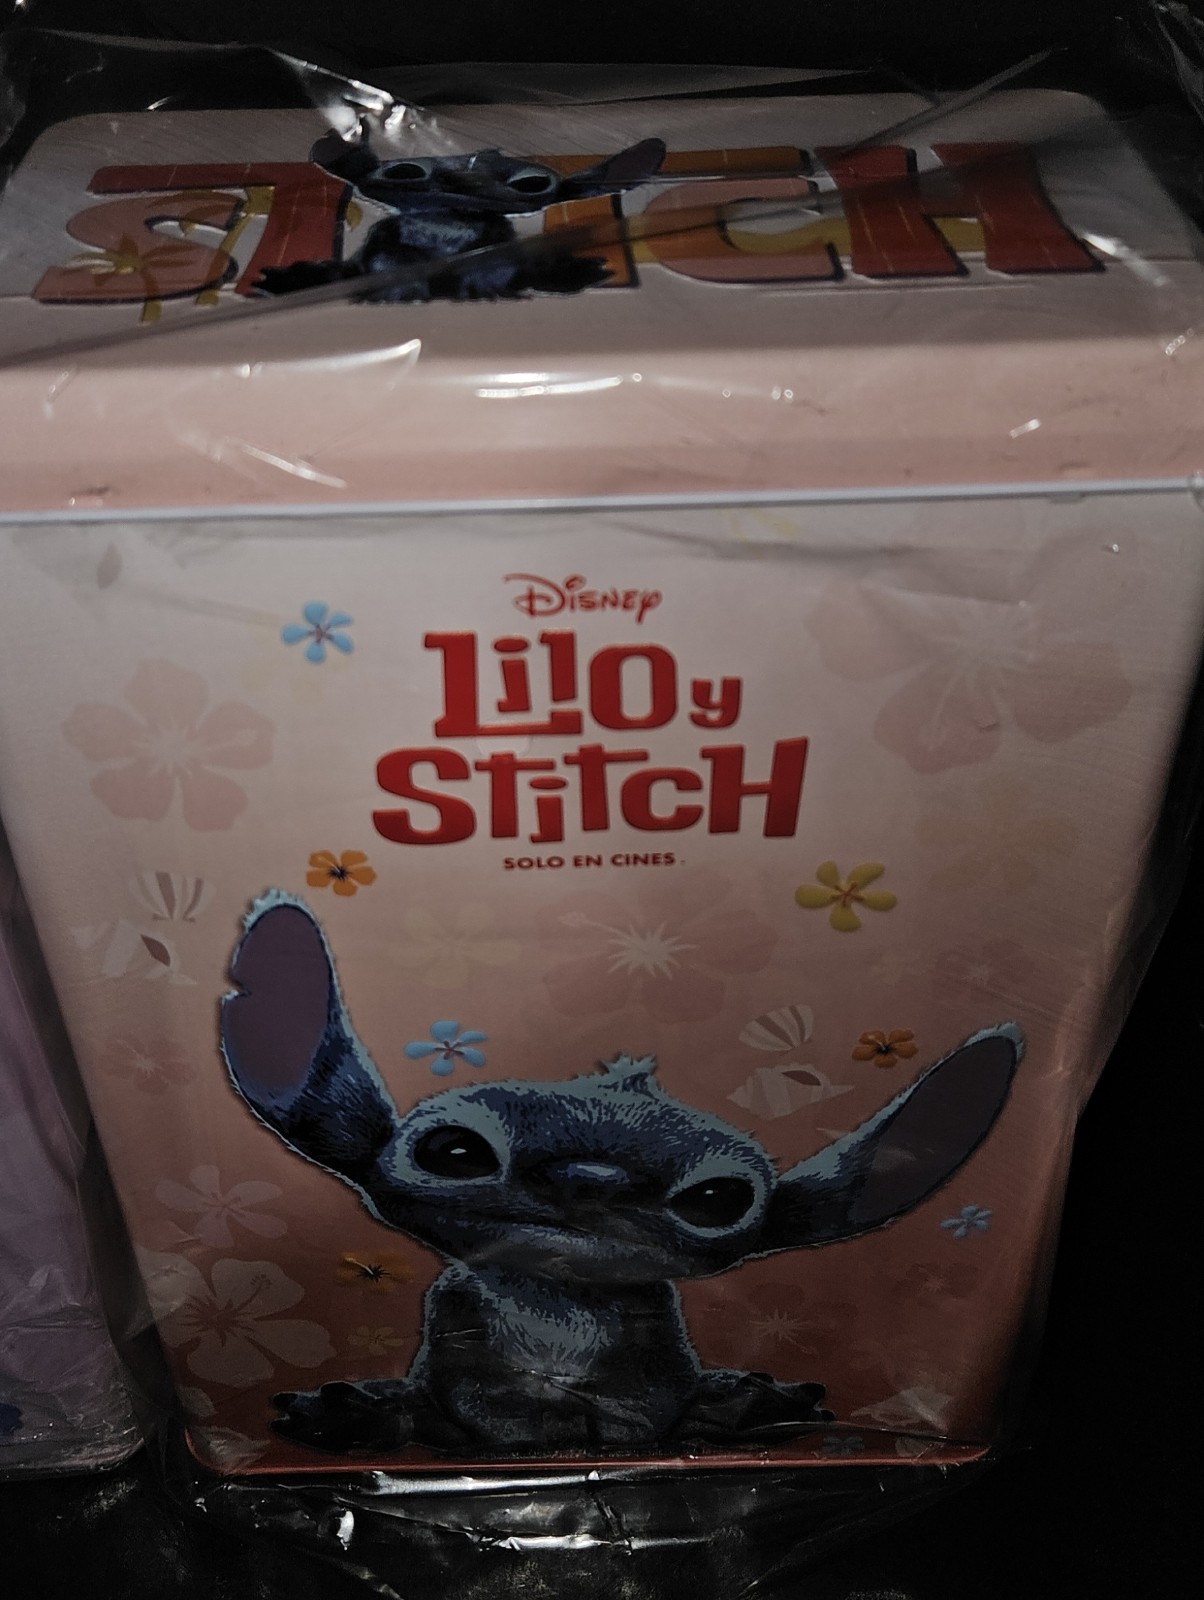 STITCH
Disney
Lilo y
Stitch
SOLO EN CINES